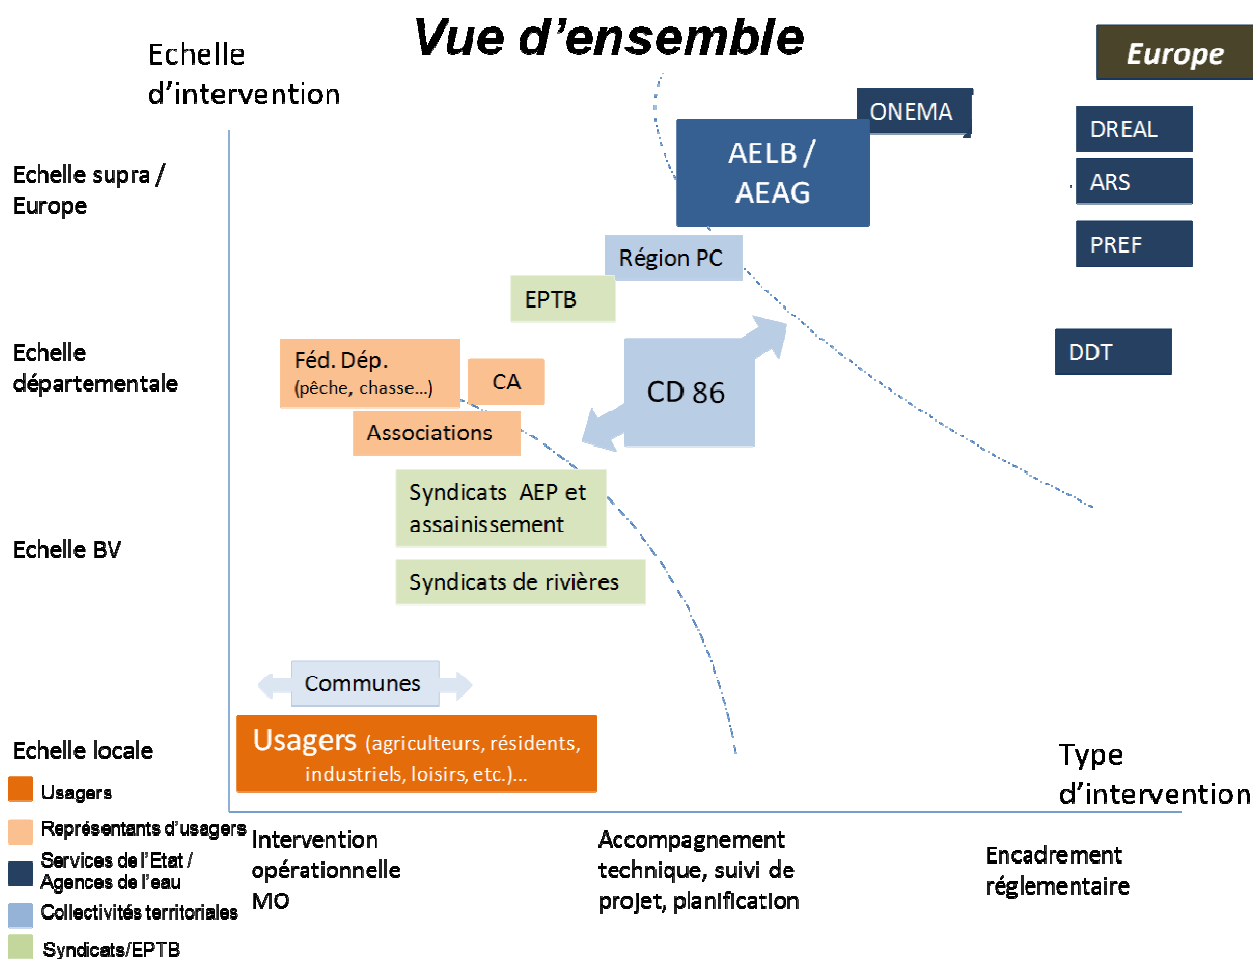 Vue d'ensemble
Echelle
d'intervention
Europe
ONEMA
DREAL
AELB /
AEAG
ARS
Echelle supra /
Europe
PREF
Région PC
EPTB
Echelle
départementale
Féd. Dép.
(pêche, chasse...)
CA
CD 86
DDT
Associations
Syndicats AEP et
assainissement
Echelle BV
Syndicats de rivières
Communes
Usagers (agriculteurs, résidents,
industriels, loisirs, etc.)...
Echelle locale
Type
d'intervention
Usagers
Représentants d'usagers
Services de l'Etat /
Agences de l'eau
Collectivités territoriales
Syndicats/EPTB
Intervention
opérationnelle
MO
Accompagnement
technique, suivi de
projet, planification
Encadrement
réglementaire